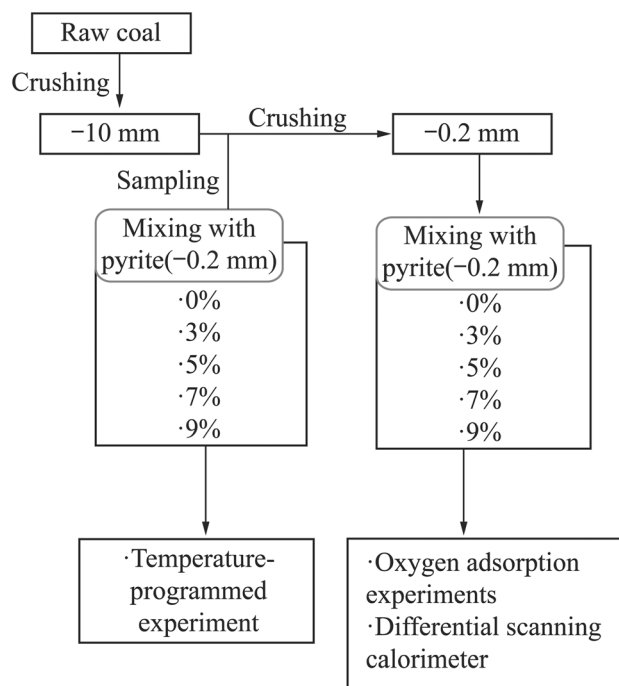 Raw coal
Crushing
−10 mm
Crushing
−0.2 mm
Sampling
Mixing with
pyrite(−0.2 mm)
·0%
·3%
·5%
·7%
·9%
Mixing with
pyrite(−0.2 mm)
·0%
·3%
·5%
·7%
·9%
·Temperature-
programmed
experiment
·Oxygen adsorption
experiments
·Differential scanning
calorimeter